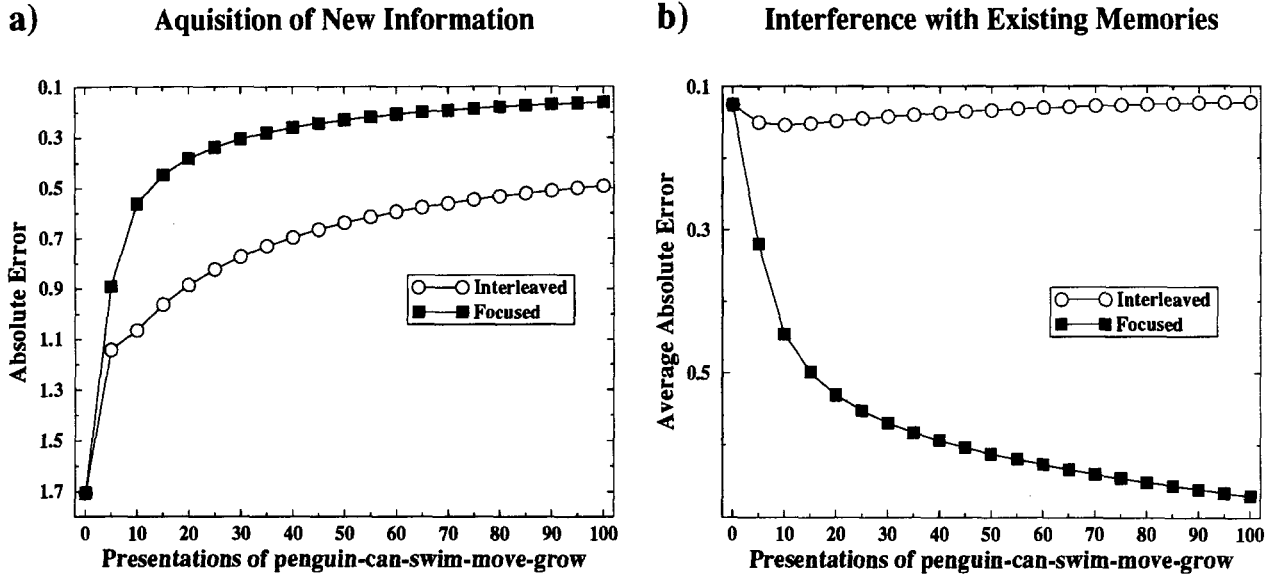 a) Aquisition of New Information
0.1
0.3
0.5
0.7
0.9
1.1
1.3
1.5
1.7
Absolute Error
Interleaved
Focused
0 10 20 30 40 50 60 70 80 90 100
Presentations of penguin-can-swim-move-grow
b) Interference with Existing Memories
0.1
0.3
0.5
Average Absolute Error
Interleaved
Focused
0 10 20 30 40 50 60 70 80 90 100
Presentations of penguin-can-swim-move-grow